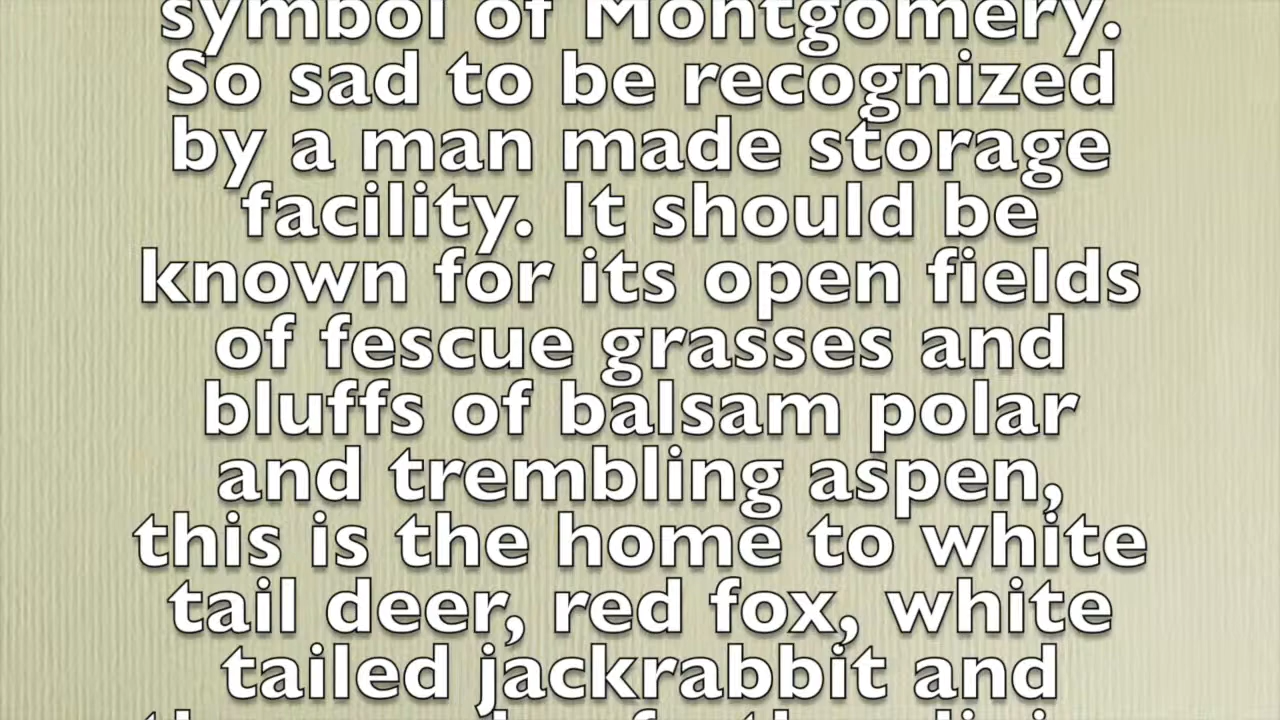 symbol of Montgomery.
So sad to be recognized
by a man made storage
facility. It should be
known for its open fields
of fescue grasses and
bluffs of balsam polar
and trembling aspen,
this is the home to white
tail deer, red fox, white
tailed jackrabbit and